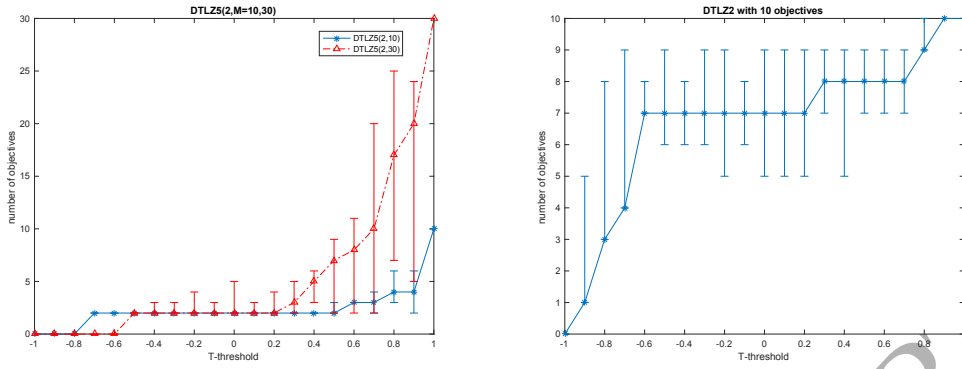 DTLZ5(2,M=10,30)
30
25
20
15
10
5
0
number of objectives
DTLZ5(2,10)
DTLZ5(2,30)
-1 -0.8 -0.6 -0.4 -0.2 0 0.2 0.4 0.6 0.8 1
T-threshold
DTLZ2 with 10 objectives
10
9
8
7
6
5
4
3
2
1
0
number of objectives
-1 -0.8 -0.6 -0.4 -0.2 0 0.2 0.4 0.6 0.8
T-threshold